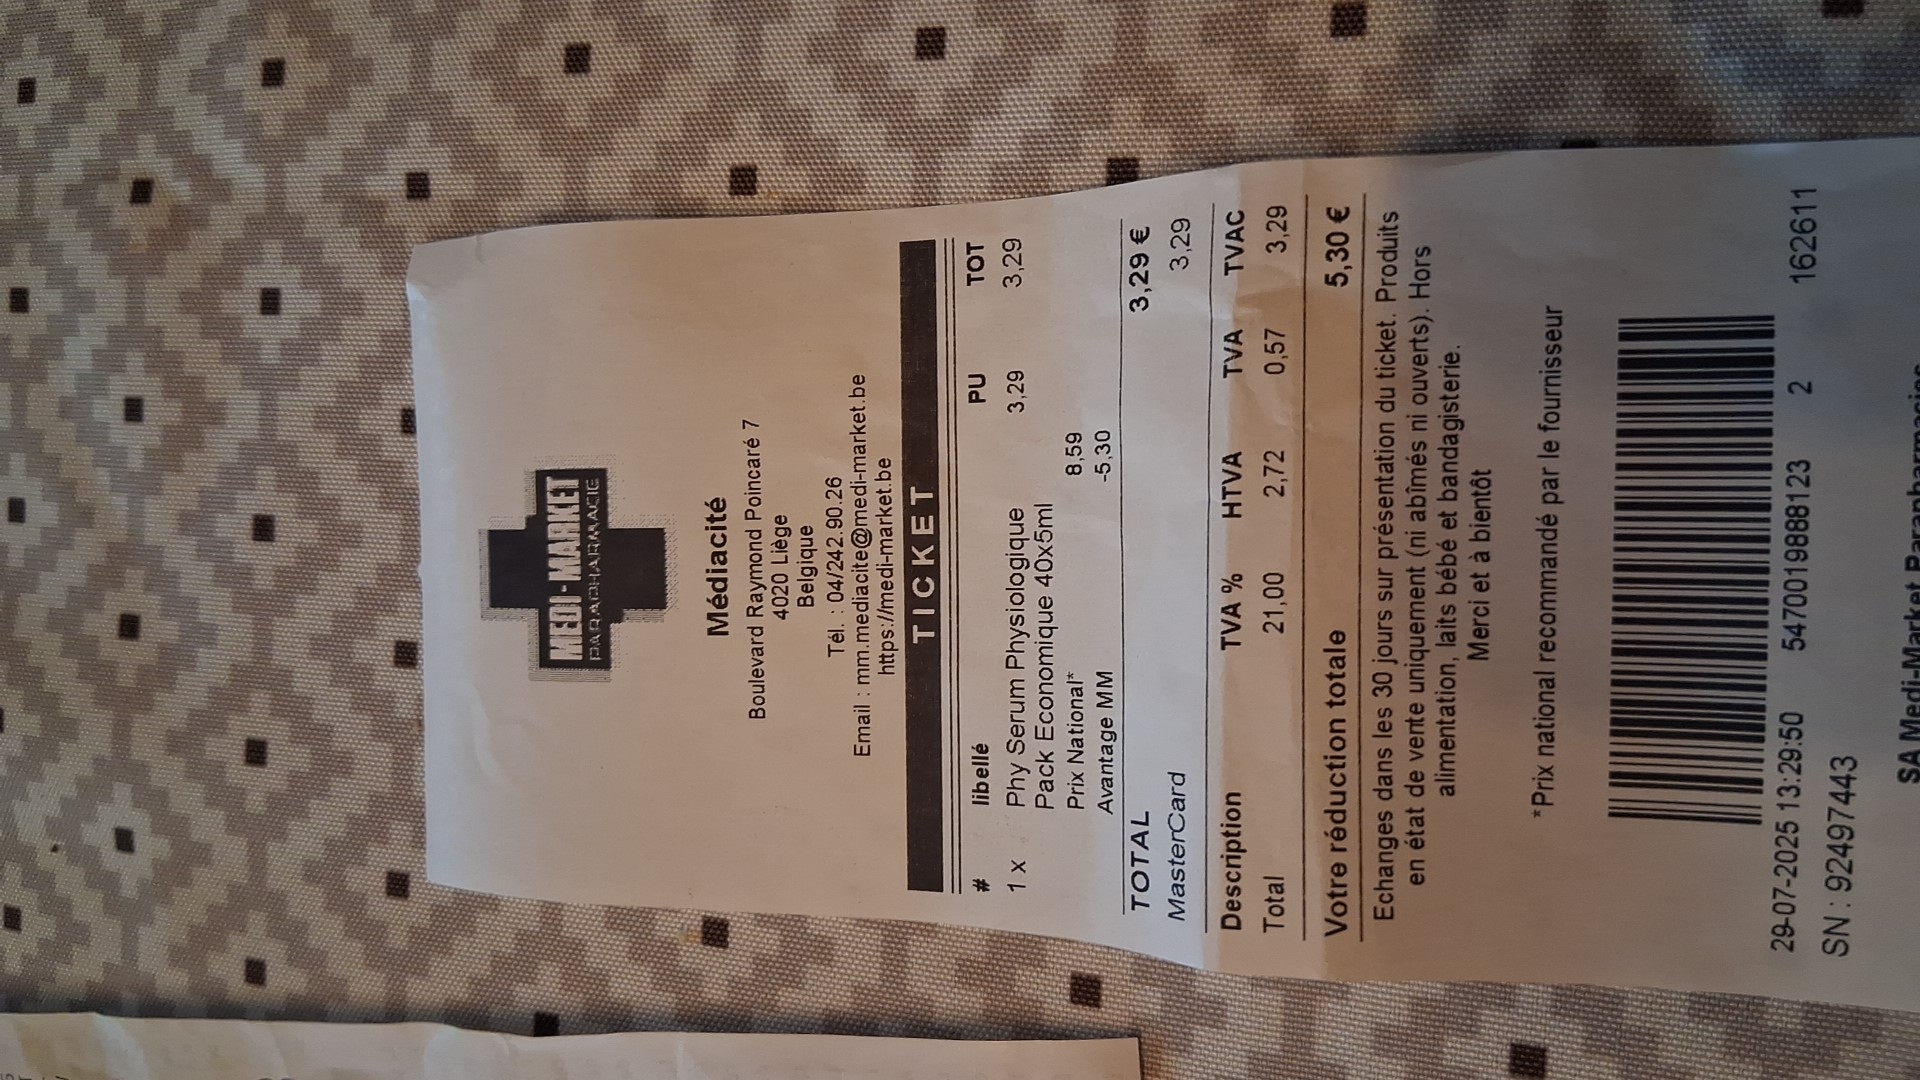 MEDI-MARKET
PARAPHARMACIE
Médiacité
Boulevard Raymond Poincaré 7
4020 Liège
Belgique
Tél. : 04/242.90.26
Email : mm.mediacite@medi-market.be
https://medi-market.be
TICKET
# libellé PU TOT
1 x Phy Serum Physiologique 3,29 3,29
Pack Economique 40x5ml
Prix National* 8,59
Avantage MM -5,30
TOTAL 3,29 €
MasterCard 3,29
Description TVA % HTVA TVA TVAC
Total 21,00 2,72 0,57 3,29
Votre réduction totale 5,30 €
Echanges dans les 30 jours sur présentation du ticket. Produits
en état de vente uniquement (ni abîmés ni ouverts). Hors
alimentation, laits bébé et bandagisterie.
Merci et à bientôt
*Prix national recommandé par le fournisseur
29-07-2025 13:29:50 5470019888123 2 162611
SN : 92497443
SA Medi-Market Parapharmacies